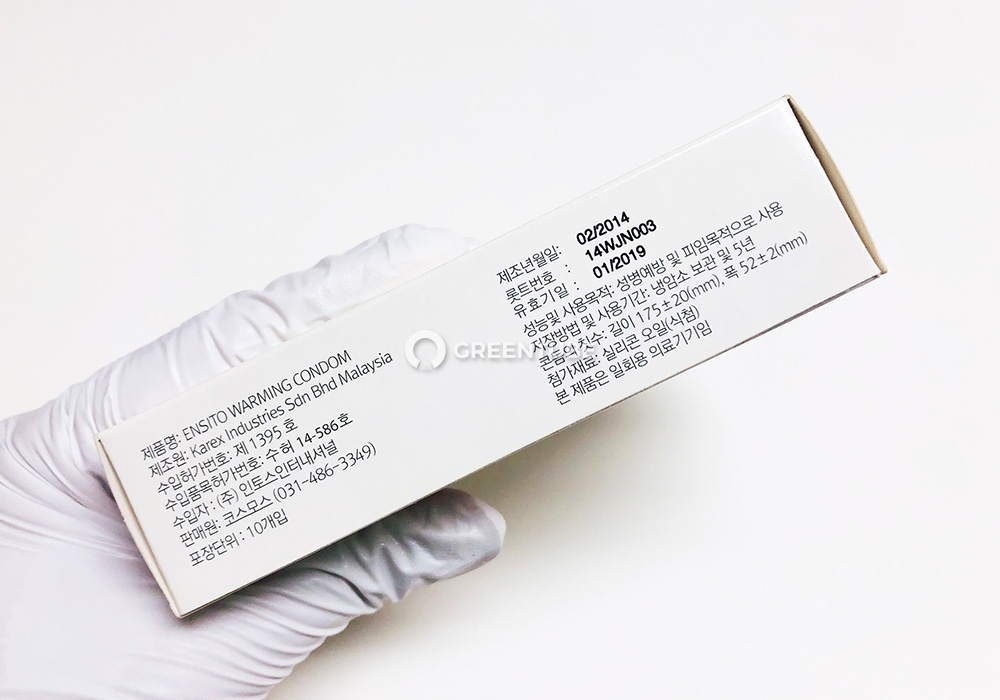 제품명: ENSITO WARMING CONDOM
제조원: Karex Industries Sdn Bhd Malaysia
수입허가번호: 제 1395 호
수입품목허가번호: 수허 14-586호
수입자 : (주) 인토스인터내셔널
판매원: 코스모스 (031-486-3349)
포장단위 : 10개입
제조년월일: 02/2014
롯트번호 : 14WJN003
유효기일 : 01/2019
성능및 사용목적: 성병예방 및 피임목적으로 사용
저장방법 및 사용기간: 냉암소 보관 및 5년
콘돔의 칫수: 길이 175±20(mm), 폭 52±2(mm)
첨가재료: 실리콘 오일(식첨)
본 제품은 일회용 의료기기임